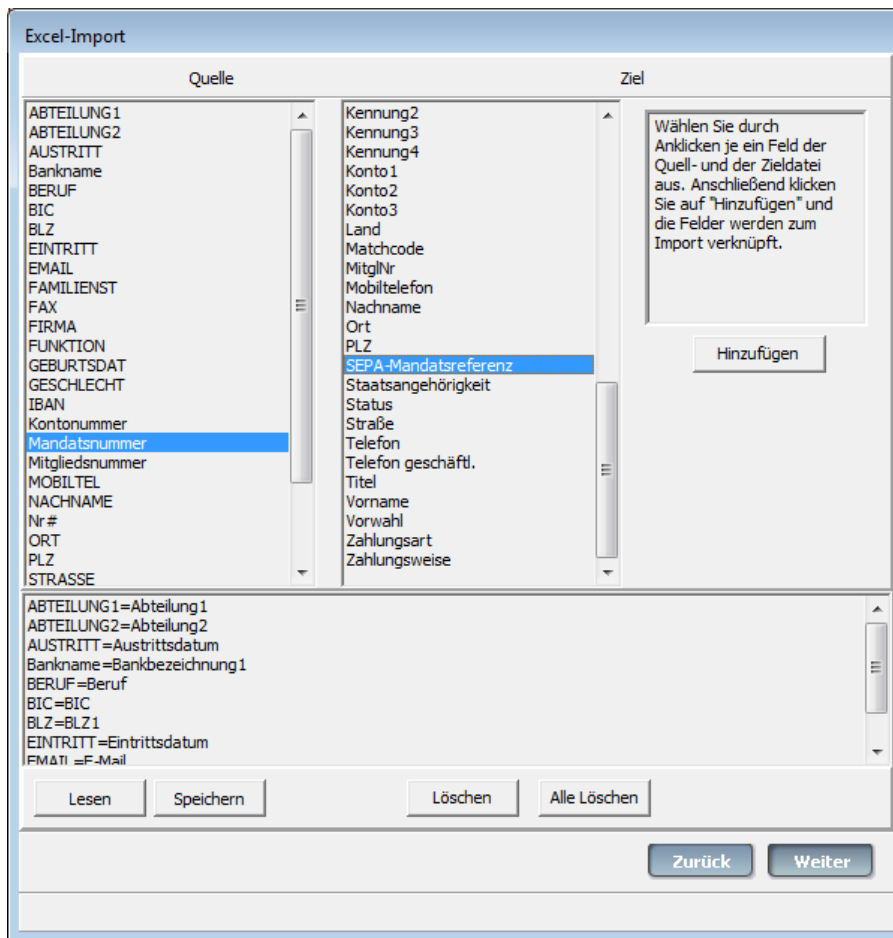 Excel-Import
Quelle
Ziel
ABTEILUNG1
ABTEILUNG2
AUSTRITT
Bankname
BERUF
BIC
BLZ
EINTRITT
EMAIL
FAMILIENST
FAX
FIRMA
FUNKTION
GEBURTSDAT
GESCHLECHT
IBAN
Kontonummer
Mandatsnummer
Mitgliedsnummer
MOBILTEL
NACHNAME
Nr#
ORT
PLZ
STRASSE
Kennung2
Kennung3
Kennung4
Konto1
Konto2
Konto3
Land
Matchcode
MitglNr
Mobiltelefon
Nachname
Ort
PLZ
SEPA-Mandatsreferenz
Staatsangehörigkeit
Status
Straße
Telefon
Telefon geschäftl.
Titel
Vorname
Vorwahl
Zahlungsart
Zahlungsweise
Wählen Sie durch
Anklicken je ein Feld der
Quell- und der Zieldatei
aus. Anschließend klicken
Sie auf "Hinzufügen" und
die Felder werden zum
Import verknüpft.
Hinzufügen
ABTEILUNG1=Abteilung1
ABTEILUNG2=Abteilung2
AUSTRITT=Austrittsdatum
Bankname=Bankbezeichnung1
BERUF=Beruf
BIC=BIC
BLZ=BLZ1
EINTRITT=Eintrittsdatum
EMAIL=E-Mail
Lesen
Speichern
Löschen
Alle Löschen
Zurück
Weiter